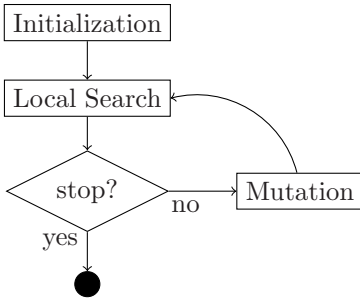 Initialization
Local Search
stop?
no
Mutation
yes